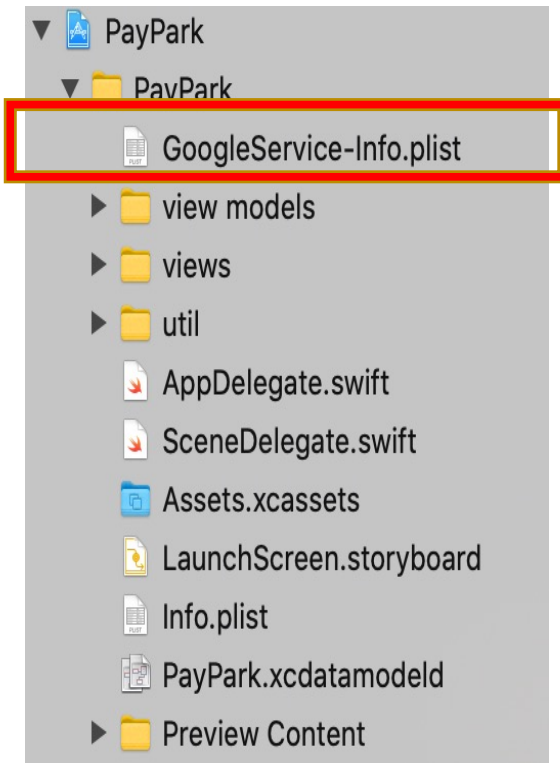 PayPark
PayPark
GoogleService-Info.plist
view models
views
util
AppDelegate.swift
SceneDelegate.swift
Assets.xcassets
LaunchScreen.storyboard
Info.plist
PayPark.xcdatamodeld
Preview Content